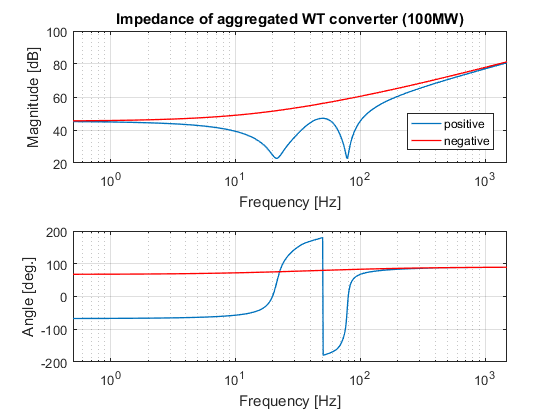 Impedance of aggregated WT converter (100MW)
100
80
60
40
20
Magnitude [dB]
positive
negative
10^0 10^1 10^2 10^3
Frequency [Hz]
200
100
0
-100
-200
Angle [deg.]
10^0 10^1 10^2 10^3
Frequency [Hz]